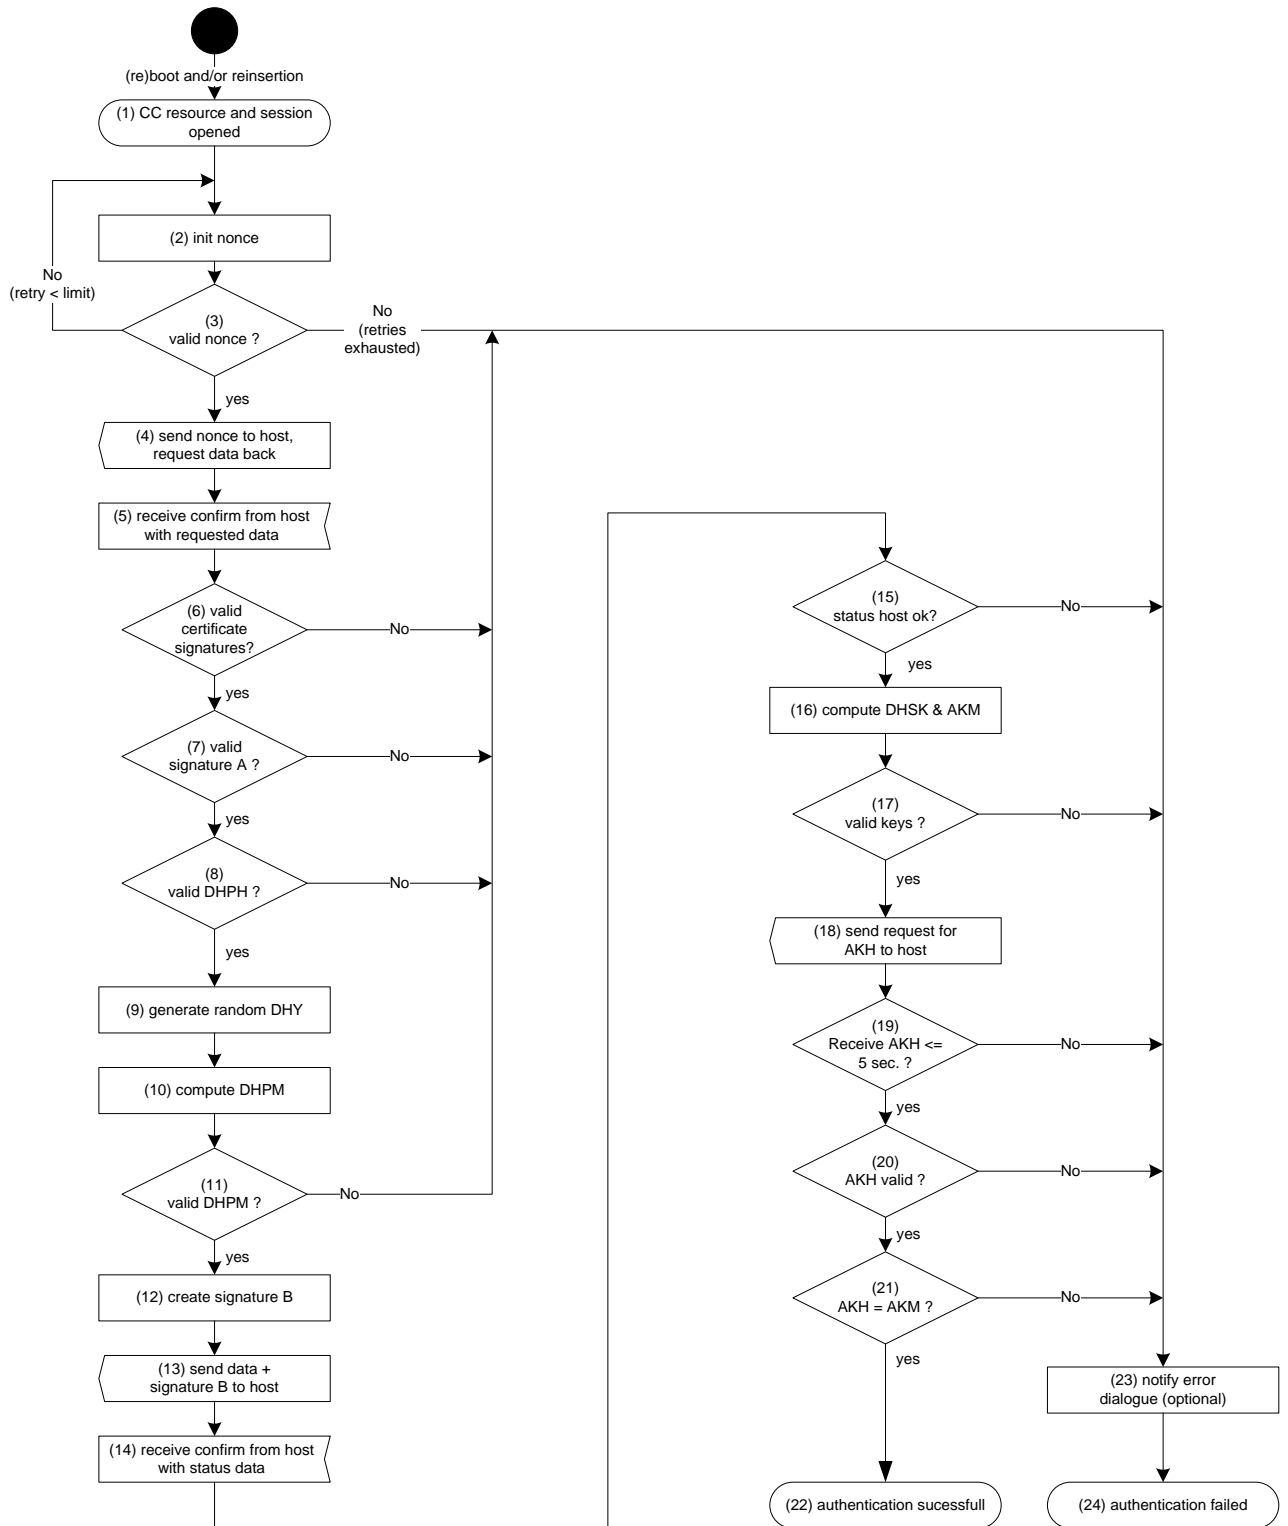 (re)boot and/or reinsertion
(1) CC resource and session
opened
(2) init nonce
No
(retry < limit)
(3)
valid nonce ?
No
(retries
exhausted)
yes
(4) send nonce to host,
request data back
(5) receive confirm from host
with requested data
(6) valid
certificate
signatures?
No
yes
(7) valid
signature A ?
No
yes
(8)
valid DHPH ?
No
yes
(9) generate random DHY
(10) compute DHPM
(11)
valid DHPM ?
No
yes
(12) create signature B
(13) send data +
signature B to host
(14) receive confirm from host
with status data
(15)
status host ok?
No
yes
(16) compute DHSK & AKM
(17)
valid keys ?
No
yes
(18) send request for
AKH to host
(19)
Receive AKH <=
5 sec. ?
No
yes
(20)
AKH valid ?
No
yes
(21)
AKH = AKM ?
No
yes
(22) authentication sucessfull
(23) notify error
dialogue (optional)
(24) authentication failed